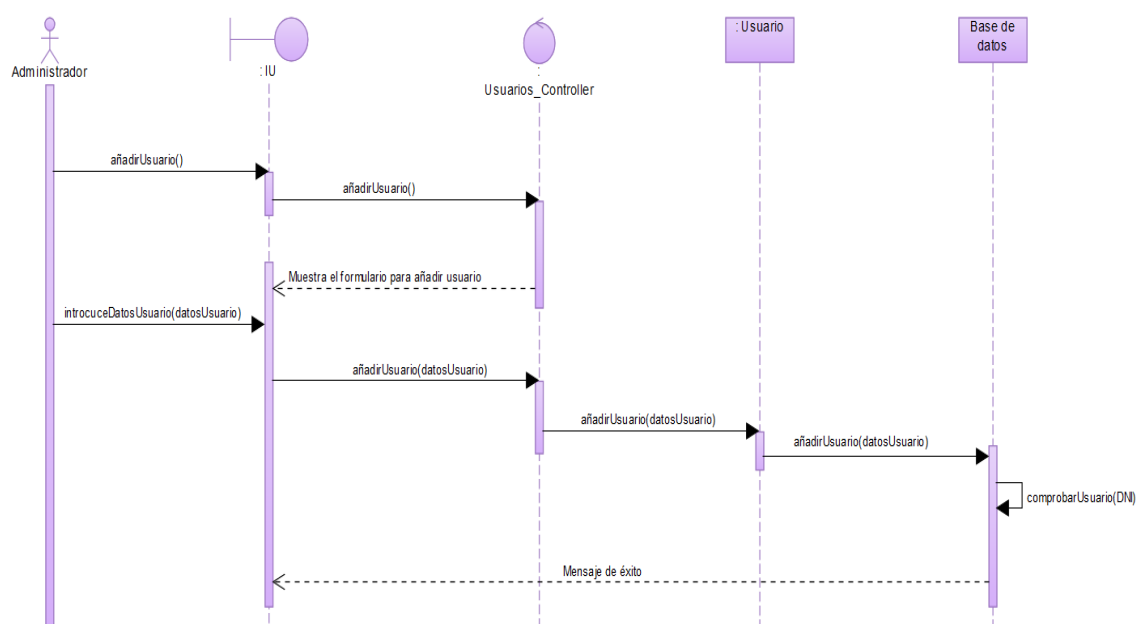 Administrador
: IU
:
Usuarios_Controller
: Usuario
Base de
datos
añadirUsuario()
añadirUsuario()
Muestra el formulario para añadir usuario
introcuceDatosUsuario(datosUsuario)
añadirUsuario(datosUsuario)
añadirUsuario(datosUsuario)
añadirUsuario(datosUsuario)
comprobarUsuario(DNI)
Mensaje de éxito